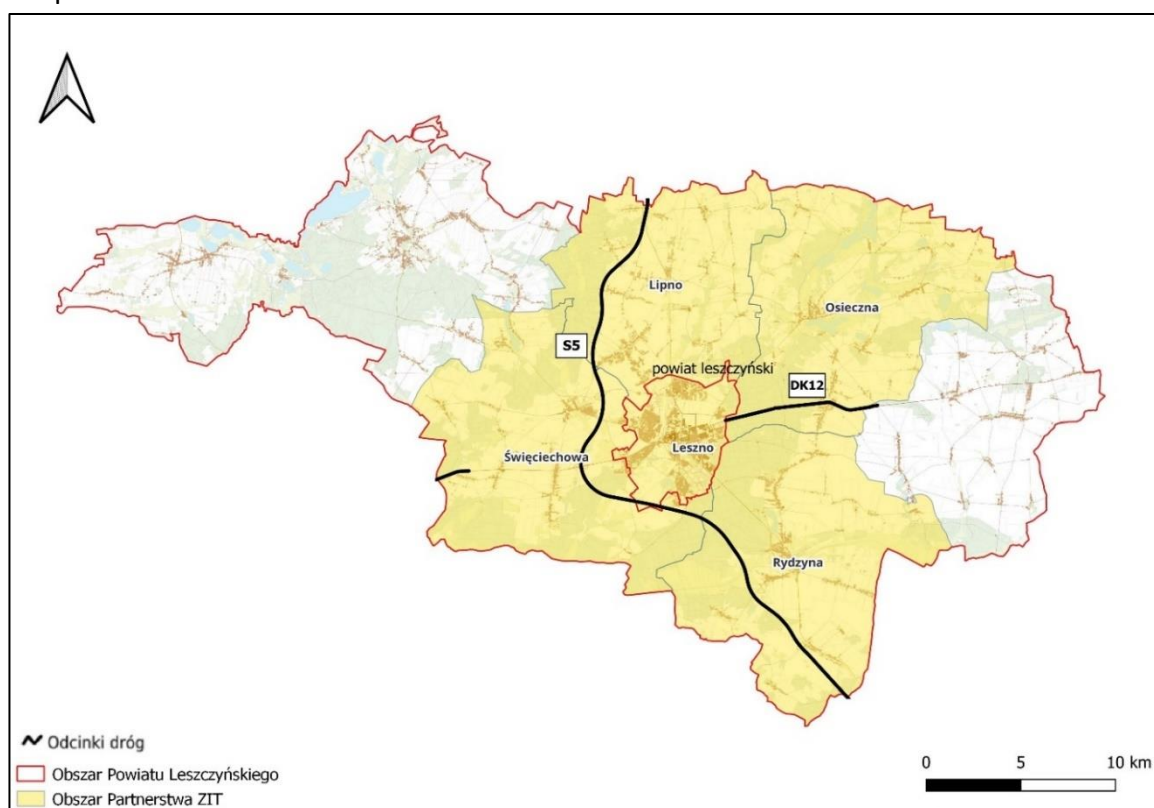 Lipno
Osieczna
S5
powiat leszczyński
DK12
Leszno
Święciechowa
Rydzyna
Odcinki dróg
Obszar Powiatu Leszczyńskiego
Obszar Partnerstwa ZIT
0 5 10 km